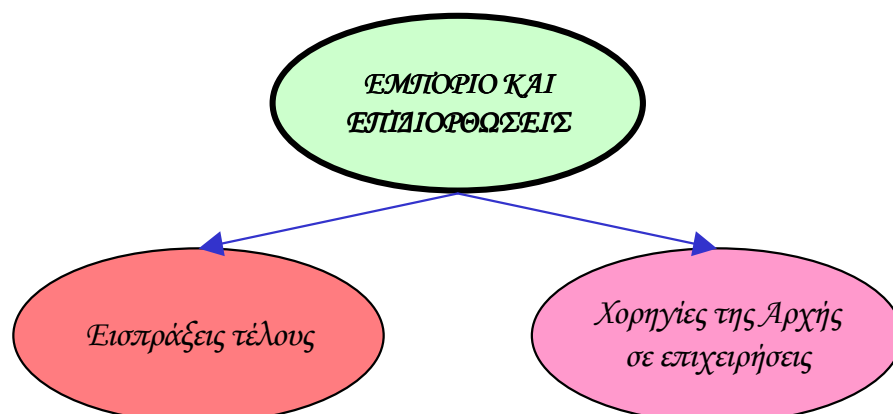 ΕΜΠΟΡΙΟ ΚΑΙ
ΕΠΙΔΙΟΡΘΩΣΕΙΣ
Εισπράξεις τέλους
Χορηγίες της Αρχής
σε επιχειρήσεις